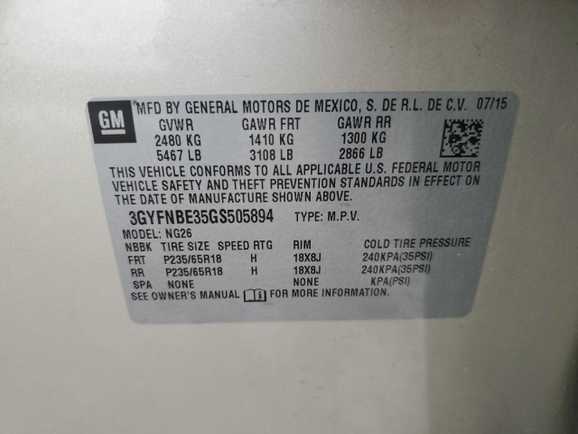 GM
MFD BY GENERAL MOTORS DE MEXICO, S. DE R.L. DE C.V. 07/15
GVWR GAWR FRT GAWR RR
2480 KG 1410 KG 1300 KG
5467 LB 3108 LB 2866 LB
THIS VEHICLE CONFORMS TO ALL APPLICABLE U.S. FEDERAL MOTOR
VEHICLE SAFETY AND THEFT PREVENTION STANDARDS IN EFFECT ON
THE DATE OF MANUFACTURE SHOWN ABOVE.
3GYFNBE35GS505894 TYPE: M.P.V.
MODEL: NG26
NBBK TIRE SIZE SPEED RTG RIM COLD TIRE PRESSURE
FRT P235/65R18 H 18X8J 240KPA(35PSI)
RR P235/65R18 H 18X8J 240KPA(35PSI)
SPA NONE NONE KPA(PSI)
SEE OWNER'S MANUAL FOR MORE INFORMATION.